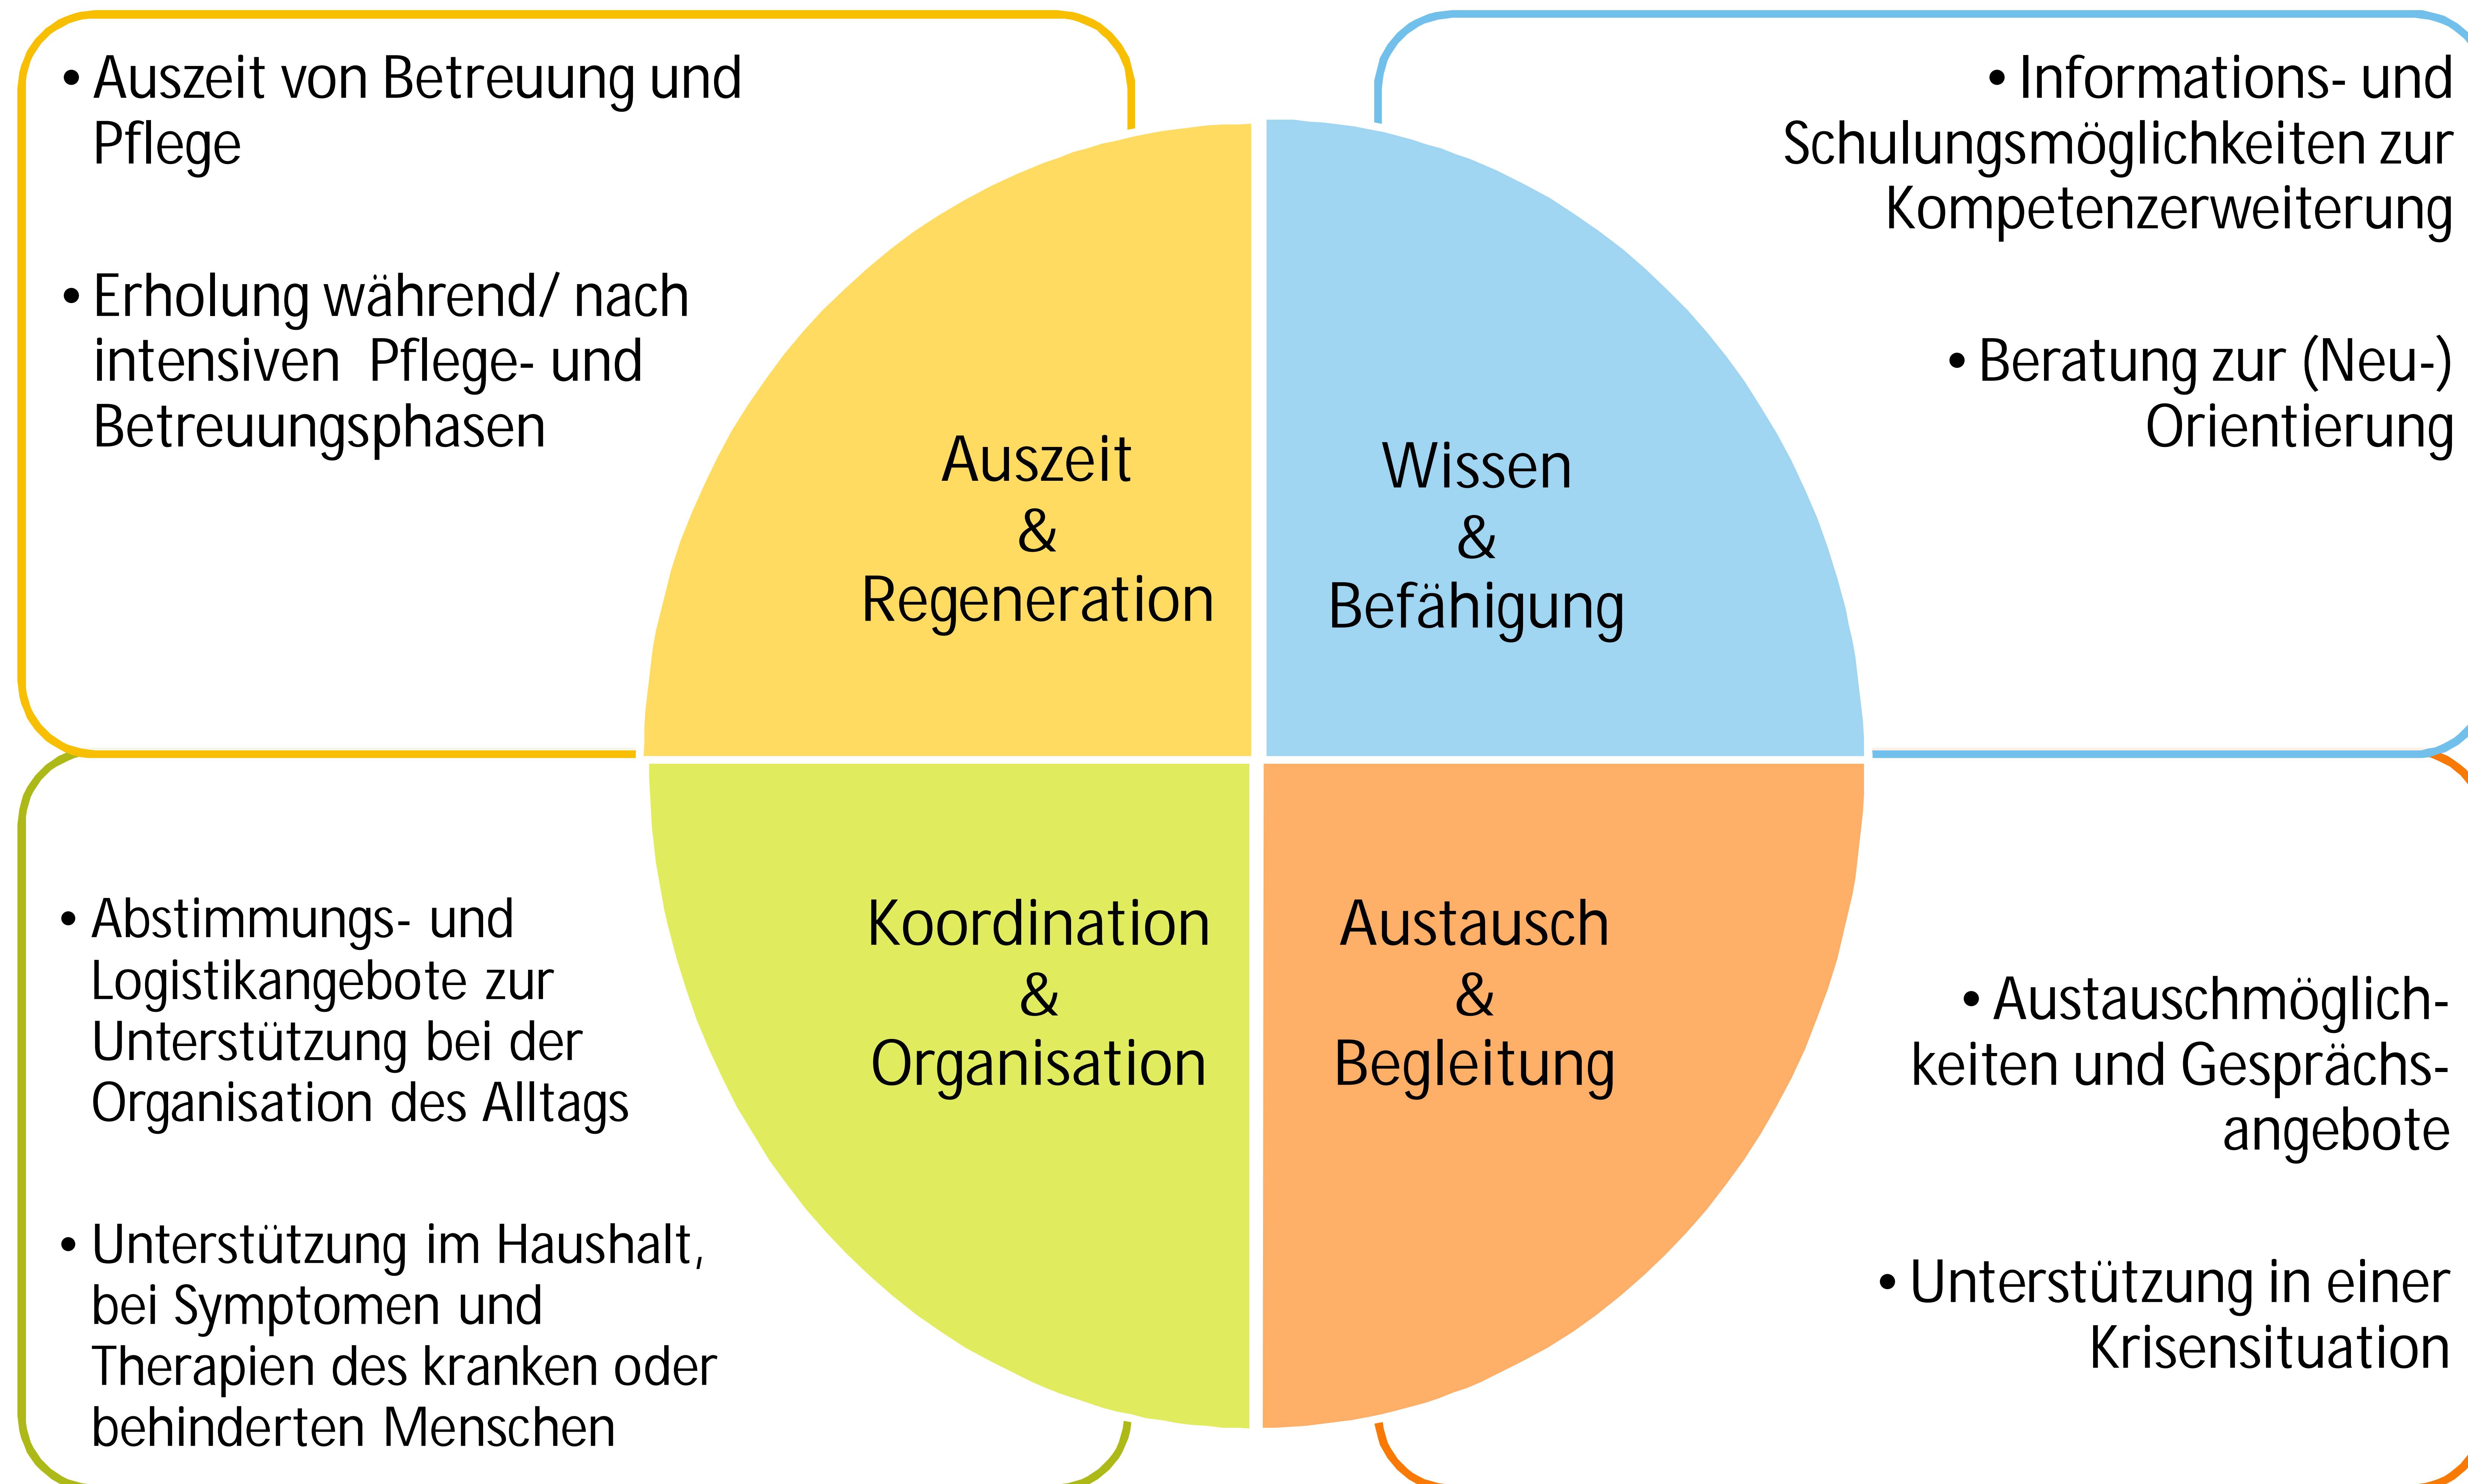 • Auszeit von Betreuung und
Pflege
• Erholung während/ nach
intensiven  Pflege- und
Betreuungsphasen
• Informations- und
Schulungsmöglichkeiten zur
Kompetenzerweiterung
• Beratung zur (Neu-)
Orientierung
Auszeit
&
Regeneration
Wissen
&
Befähigung
Koordination
&
Organisation
Austausch
&
Begleitung
• Abstimmungs- und
Logistikangebote zur
Unterstützung bei der
Organisation des Alltags
• Unterstützung im Haushalt,
bei Symptomen und
Therapien des kranken oder
behinderten Menschen
• Austauschmöglich-
keiten und Gesprächs-
angebote
• Unterstützung in einer
Krisensituation